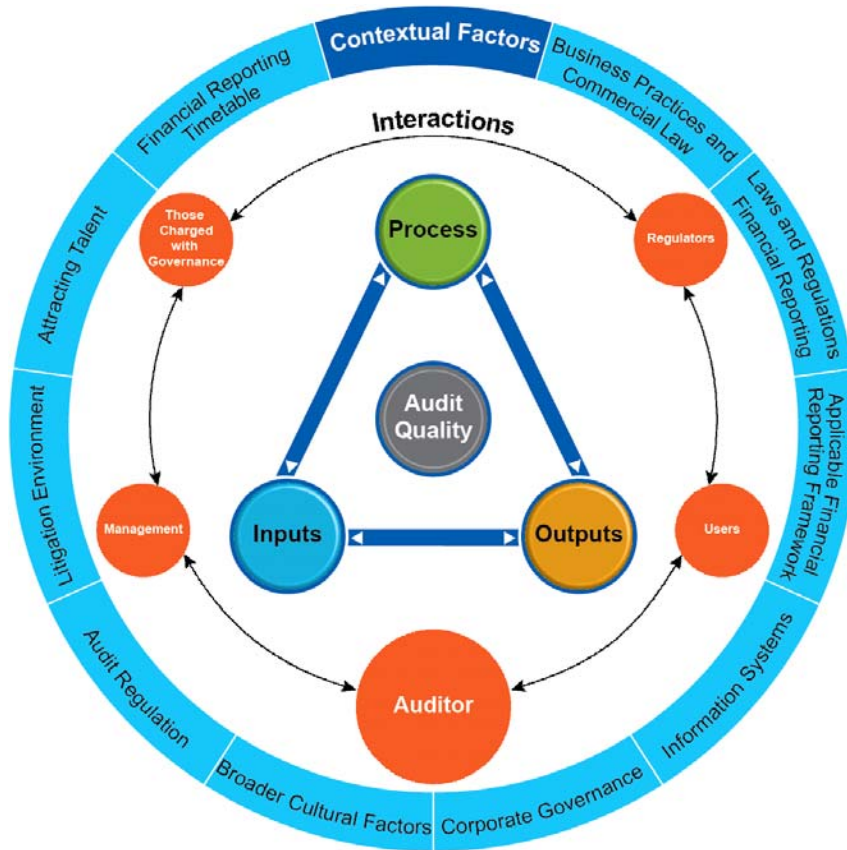 Contextual Factors
Business Practices and
Commercial Law
Laws and Regulations
Financial Reporting
Applicable Financial
Reporting Framework
Information Systems
Corporate Governance
Broader Cultural Factors
Audit Regulation
Litigation Environment
Attracting Talent
Financial Reporting
Timetable
Interactions
Those
Charged
with
Governance
Regulators
Management
Users
Auditor
Process
Audit
Quality
Inputs
Outputs